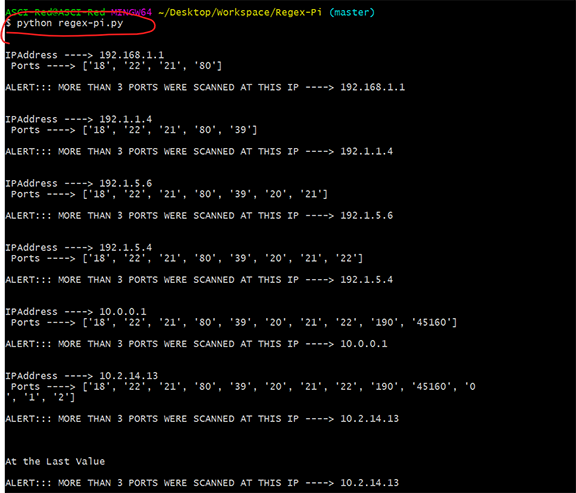 ASCI-Red@ASCI-Red MINGW64 ~/Desktop/Workspace/Regex-Pi (master)
$ python regex-pi.py
IPAddress ----> 192.168.1.1
Ports ----> ['18', '22', '21', '80']
ALERT::: MORE THAN 3 PORTS WERE SCANNED AT THIS IP ----> 192.168.1.1
IPAddress ----> 192.1.1.4
Ports ----> ['18', '22', '21', '80', '39']
ALERT::: MORE THAN 3 PORTS WERE SCANNED AT THIS IP ----> 192.1.1.4
IPAddress ----> 192.1.5.6
Ports ----> ['18', '22', '21', '80', '39', '20', '21']
ALERT::: MORE THAN 3 PORTS WERE SCANNED AT THIS IP ----> 192.1.5.6
IPAddress ----> 192.1.5.4
Ports ----> ['18', '22', '21', '80', '39', '20', '21', '22']
ALERT::: MORE THAN 3 PORTS WERE SCANNED AT THIS IP ----> 192.1.5.4
IPAddress ----> 10.0.0.1
Ports ----> ['18', '22', '21', '80', '39', '20', '21', '22', '190', '45160']
ALERT::: MORE THAN 3 PORTS WERE SCANNED AT THIS IP ----> 10.0.0.1
IPAddress ----> 10.2.14.13
Ports ----> ['18', '22', '21', '80', '39', '20', '21', '22', '190', '45160', '0
', '1', '2']
ALERT::: MORE THAN 3 PORTS WERE SCANNED AT THIS IP ----> 10.2.14.13
At the Last Value
ALERT::: MORE THAN 3 PORTS WERE SCANNED AT THIS IP ----> 10.2.14.13